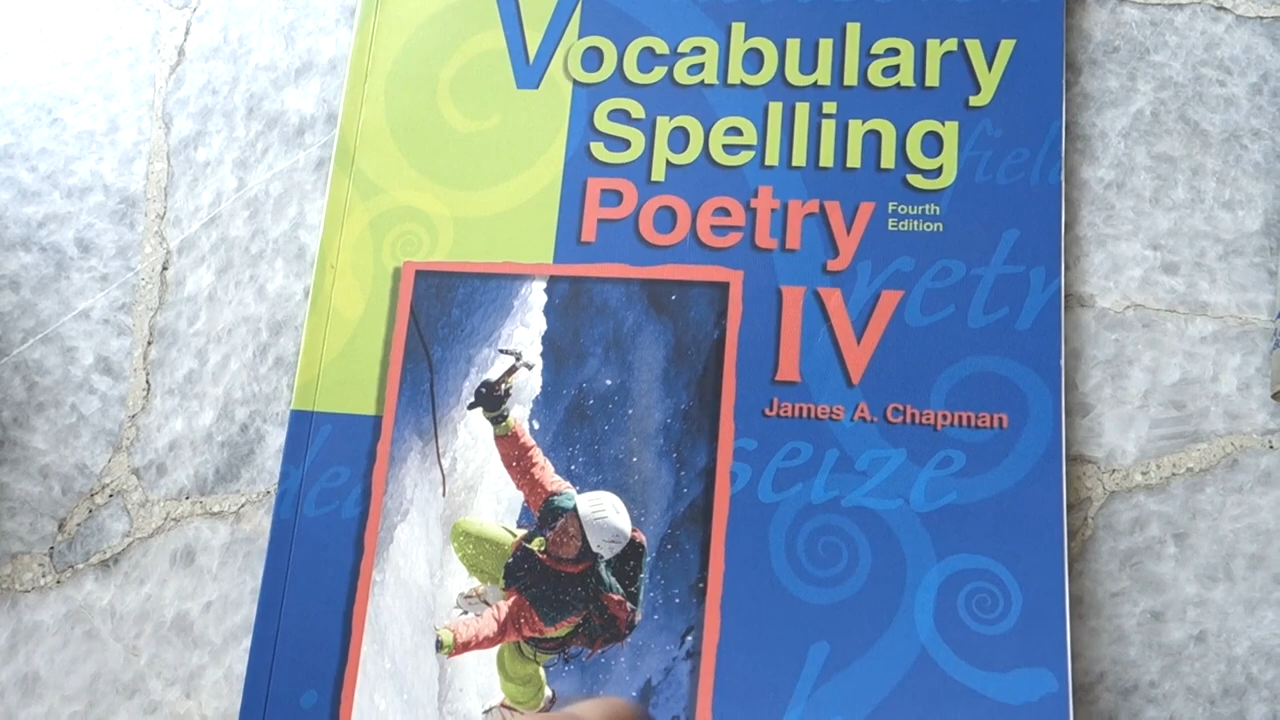 Vocabulary
Spelling
Poetry
Fourth
Edition
IV
James A. Chapman
seize